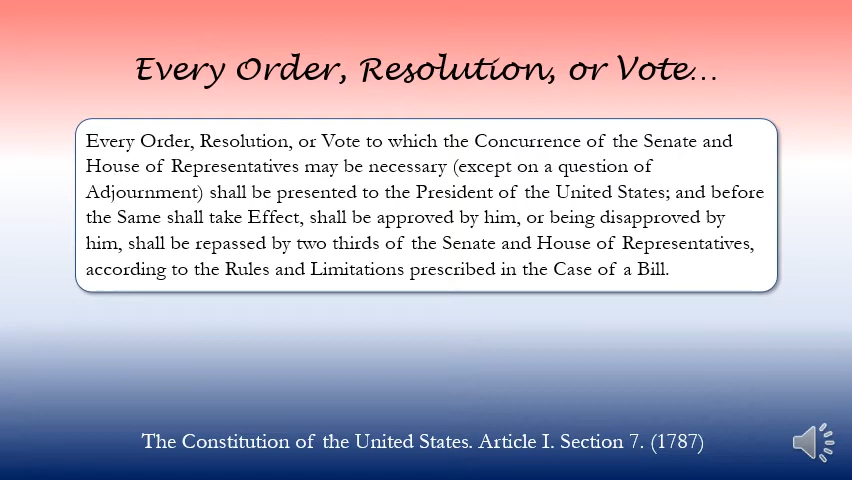 Every Order, Resolution, or Vote...
Every Order, Resolution, or Vote to which the Concurrence of the Senate and
House of Representatives may be necessary (except on a question of
Adjournment) shall be presented to the President of the United States; and before
the Same shall take Effect, shall be approved by him, or being disapproved by
him, shall be repassed by two thirds of the Senate and House of Representatives,
according to the Rules and Limitations prescribed in the Case of a Bill.
The Constitution of the United States. Article I. Section 7. (1787)